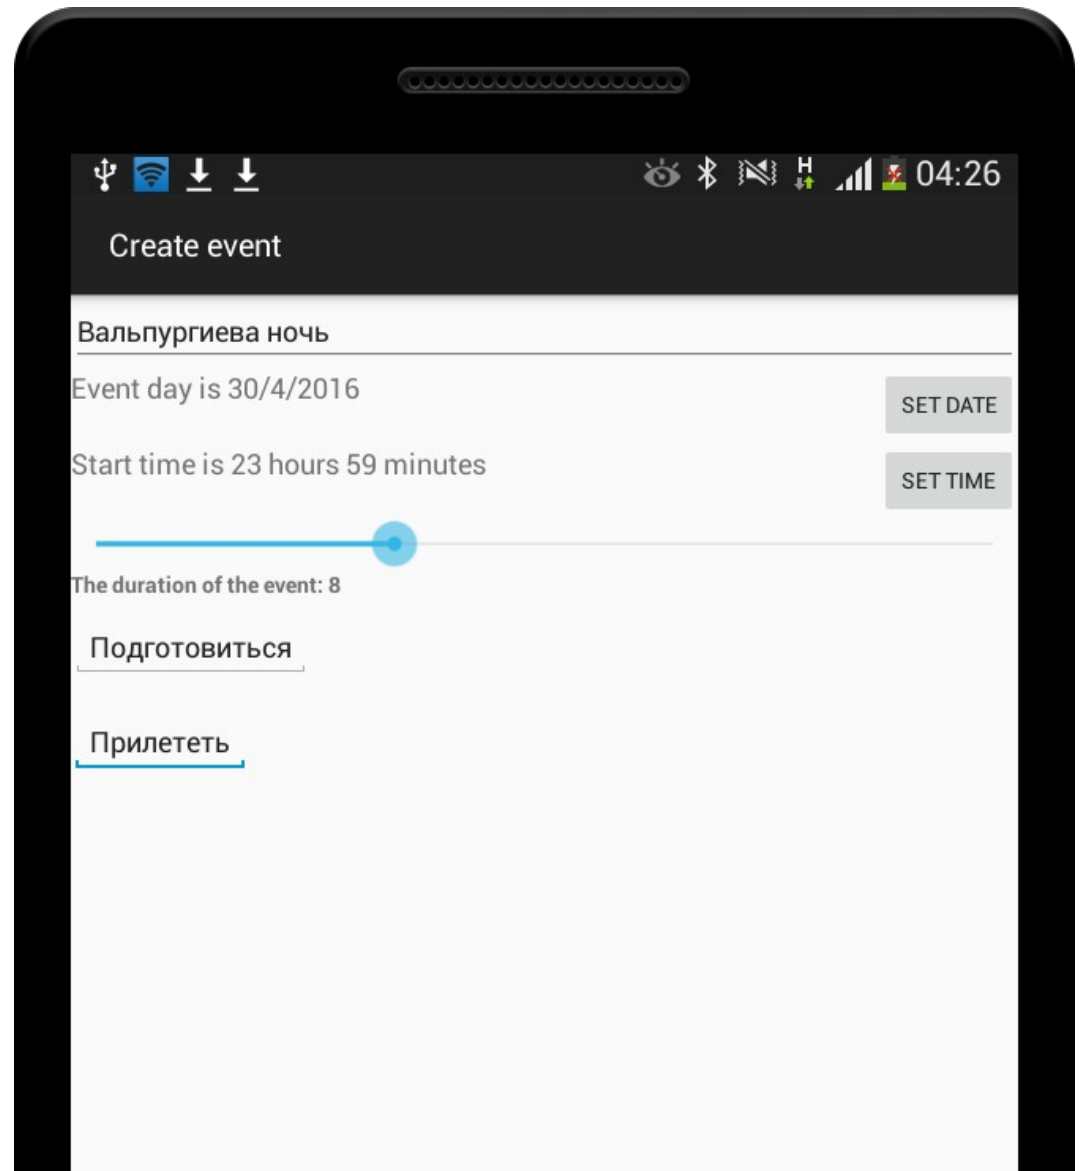 H
04:26
Create event
Вальпургиева ночь
Event day is 30/4/2016
SET DATE
Start time is 23 hours 59 minutes
SET TIME
The duration of the event: 8
Подготовиться
Прилететь